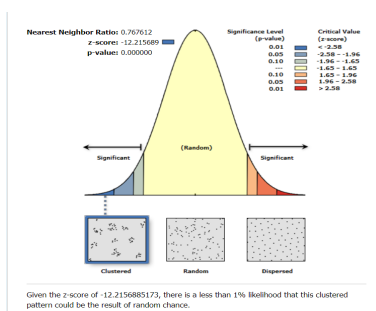 Nearest Neighbor Ratio: 0.767612
z-score: -12.215689
p-value: 0.000000
Significance Level
(p-value)
Critical Value
(z-score)
0.01 < -2.58
0.05 -2.58 - -1.96
0.10 -1.96 - -1.65
— -1.65 - 1.65
0.10 1.65 - 1.96
0.05 1.96 - 2.58
0.01 > 2.58
Significant
(Random)
Significant
Clustered
Random
Dispersed
Given the z-score of -12.2156885173, there is a less than 1% likelihood that this clustered
pattern could be the result of random chance.